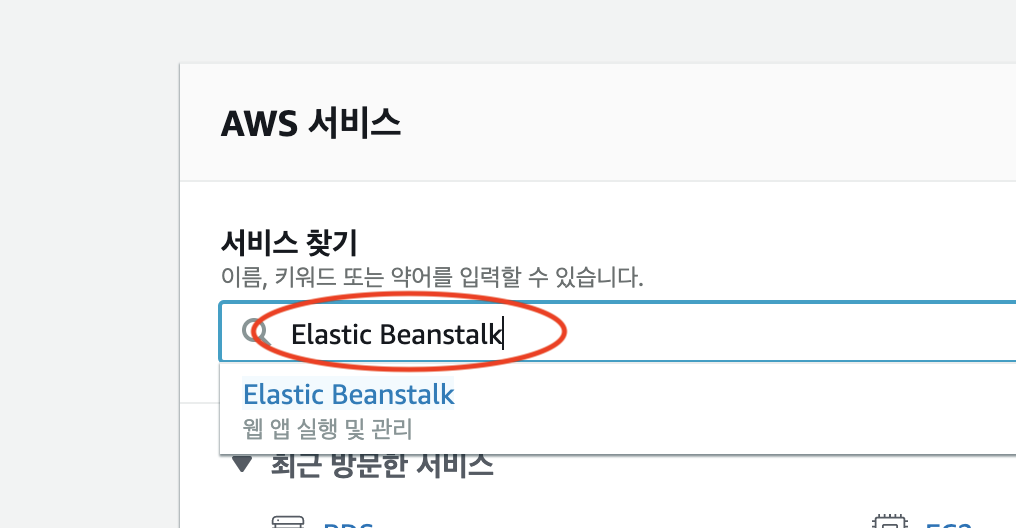 AWS 서비스
서비스 찾기
이름, 키워드 또는 약어를 입력할 수 있습니다.
Elastic Beanstalk
Elastic Beanstalk
웹 앱 실행 및 관리
최근 방문한 서비스
RDS
EC2